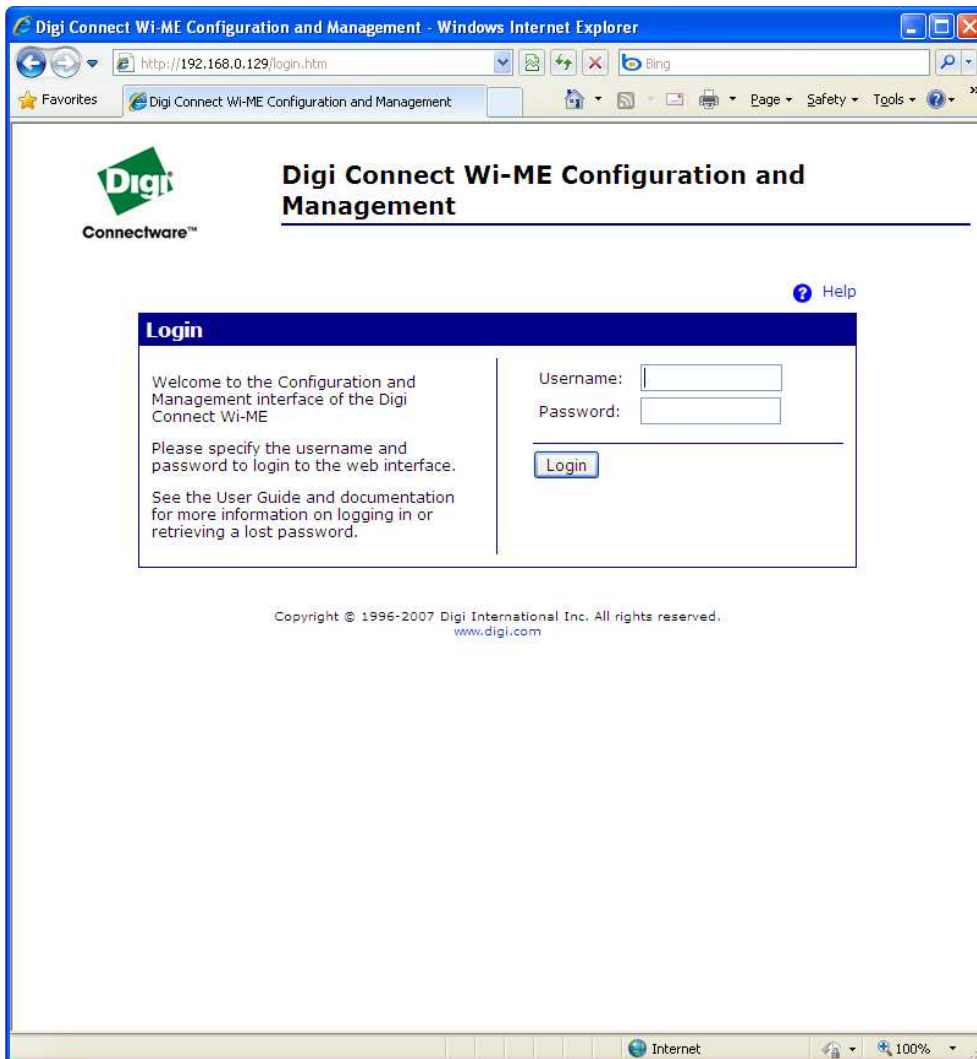 Digi Connect Wi-ME Configuration and Management - Windows Internet Explorer
http://192.168.0.129/login.htm
Bing
Favorites
Digi Connect Wi-ME Configuration and Management
Page
Safety
Tools
»
Digi
Connectware™
Digi Connect Wi-ME Configuration and
Management
? Help
Login
Welcome to the Configuration and
Management interface of the Digi
Connect Wi-ME
Please specify the username and
password to login to the web interface.
See the User Guide and documentation
for more information on logging in or
retrieving a lost password.
Username:
Password:
Login
Copyright © 1996-2007 Digi International Inc. All rights reserved.
www.digi.com
Internet
100%